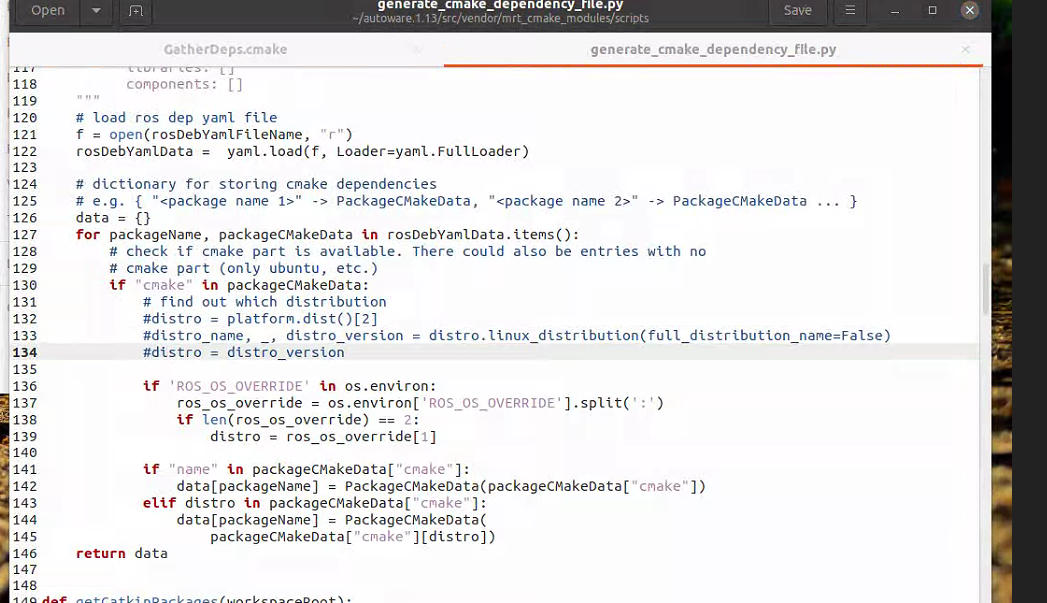 Open
generate_cmake_dependency_file.py
~/autoware.1.13/src/vendor/mrt_cmake_modules/scripts
Save
GatherDeps.cmake
generate_cmake_dependency_file.py
117 libraries: []
118 components: []
119 """
120 # load ros dep yaml file
121 f = open(rosDebYamlFileName, "r")
122 rosDebYamlData =  yaml.load(f, Loader=yaml.FullLoader)
123
124 # dictionary for storing cmake dependencies
125 # e.g. { "<package name 1>" -> PackageCMakeData, "<package name 2>" -> PackageCMakeData ... }
126 data = {}
127 for packageName, packageCMakeData in rosDebYamlData.items():
128 # check if cmake part is available. There could also be entries with no
129 # cmake part (only ubuntu, etc.)
130 if "cmake" in packageCMakeData:
131 # find out which distribution
132 #distro = platform.dist()[2]
133 #distro_name, _, distro_version = distro.linux_distribution(full_distribution_name=False)
134 #distro = distro_version
135
136 if 'ROS_OS_OVERRIDE' in os.environ:
137 ros_os_override = os.environ['ROS_OS_OVERRIDE'].split(':')
138 if len(ros_os_override) == 2:
139 distro = ros_os_override[1]
140
141 if "name" in packageCMakeData["cmake"]:
142 data[packageName] = PackageCMakeData(packageCMakeData["cmake"])
143 elif distro in packageCMakeData["cmake"]:
144 data[packageName] = PackageCMakeData(
145 packageCMakeData["cmake"][distro])
146 return data
147
148
149 def getCatkinPackages(workspaceRoot):